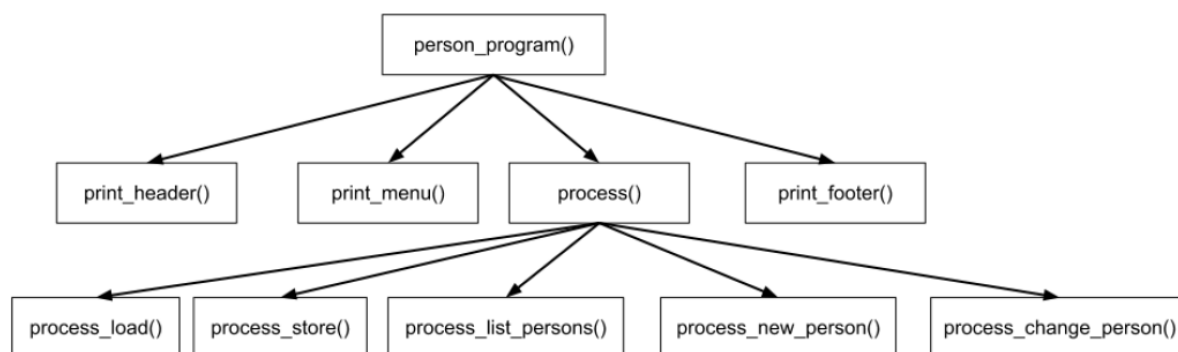 person_program()
print_header()
print_menu()
process()
print_footer()
process_load()
process_store()
process_list_persons()
process_new_person()
process_change_person()